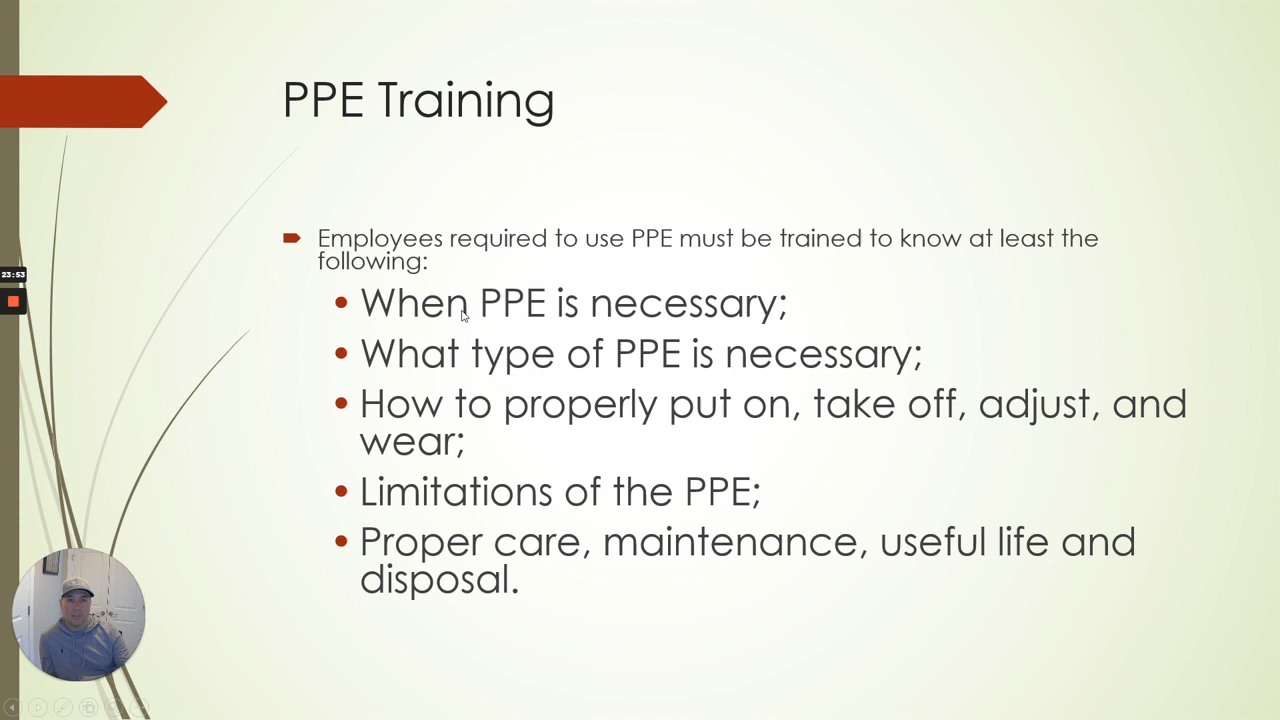 PPE Training
Employees required to use PPE must be trained to know at least the
following:
• When PPE is necessary;
• What type of PPE is necessary;
• How to properly put on, take off, adjust, and
wear;
• Limitations of the PPE;
• Proper care, maintenance, useful life and
disposal.
23:53